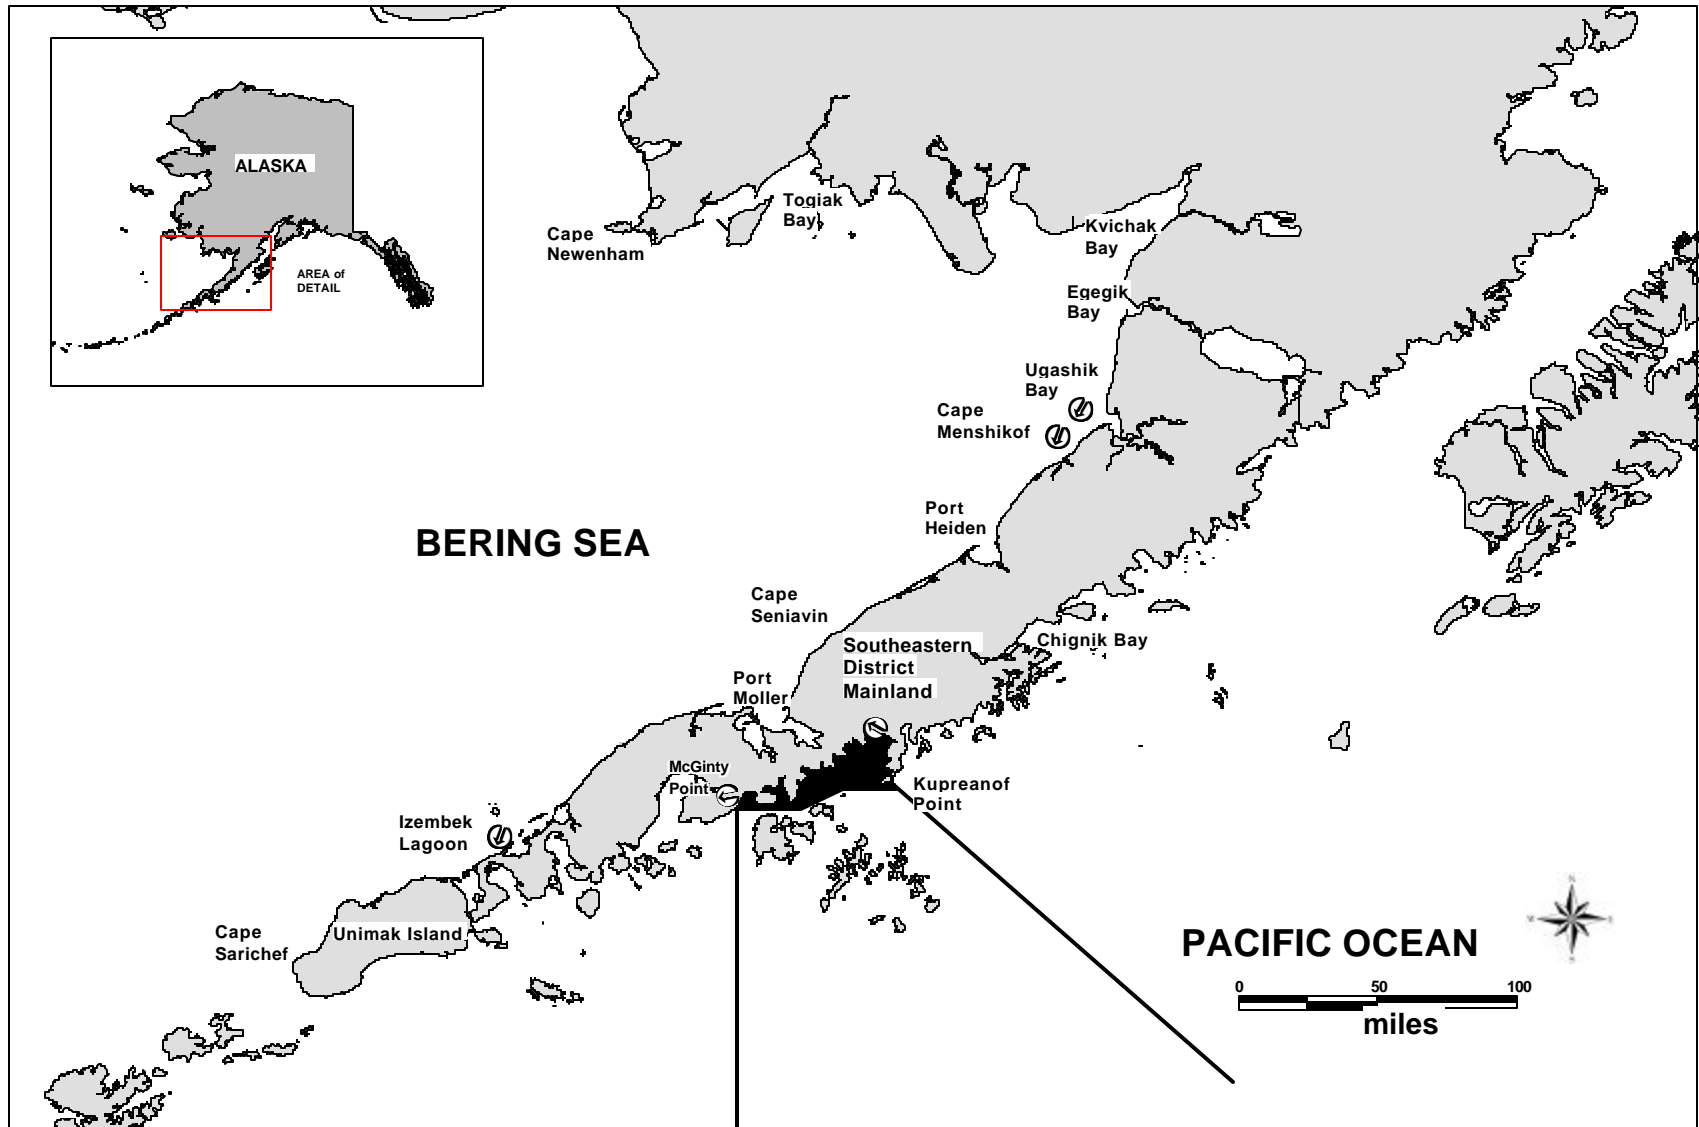 ALASKA
AREA of
DETAIL
Togiak
Bay
Cape
Newenham
Kvichak
Bay
Egegik
Bay
Ugashik
Bay
Cape
Menshikof
Port
Heiden
BERING SEA
Cape
Seniavin
Chignik Bay
Southeastern
District
Mainland
Port
Moller
McGinty
Point
Kupreanof
Point
Izembek
Lagoon
Cape
Sarichef
Unimak Island
PACIFIC OCEAN
0 50 100
miles